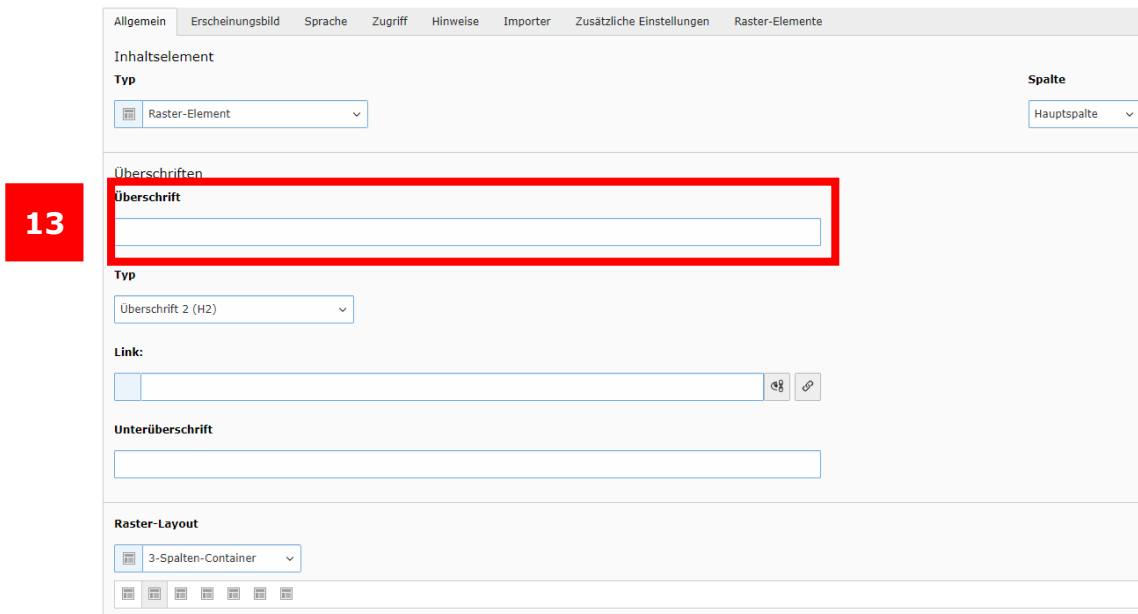 Allgemein Erscheinungsbild Sprache Zugriff Hinweise Importer Zusätzliche Einstellungen Raster-Elemente
Inhaltselement
Typ Spalte
Raster-Element Hauptspalte
Überschriften
Überschrift
13
Typ
Überschrift 2 (H2)
Link:
Unterüberschrift
Raster-Layout
3-Spalten-Container